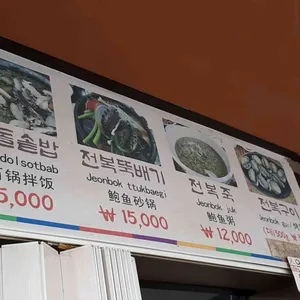 돌솥밥
dolsotbab
锅拌饭
5,000
전복뚝배기
Jeonbok ttukbaegi
鲍鱼砂锅
₩ 15,000
전복죽
Jeonbok juk
鲍鱼粥
₩ 12,000
전복구이
Jeonbok